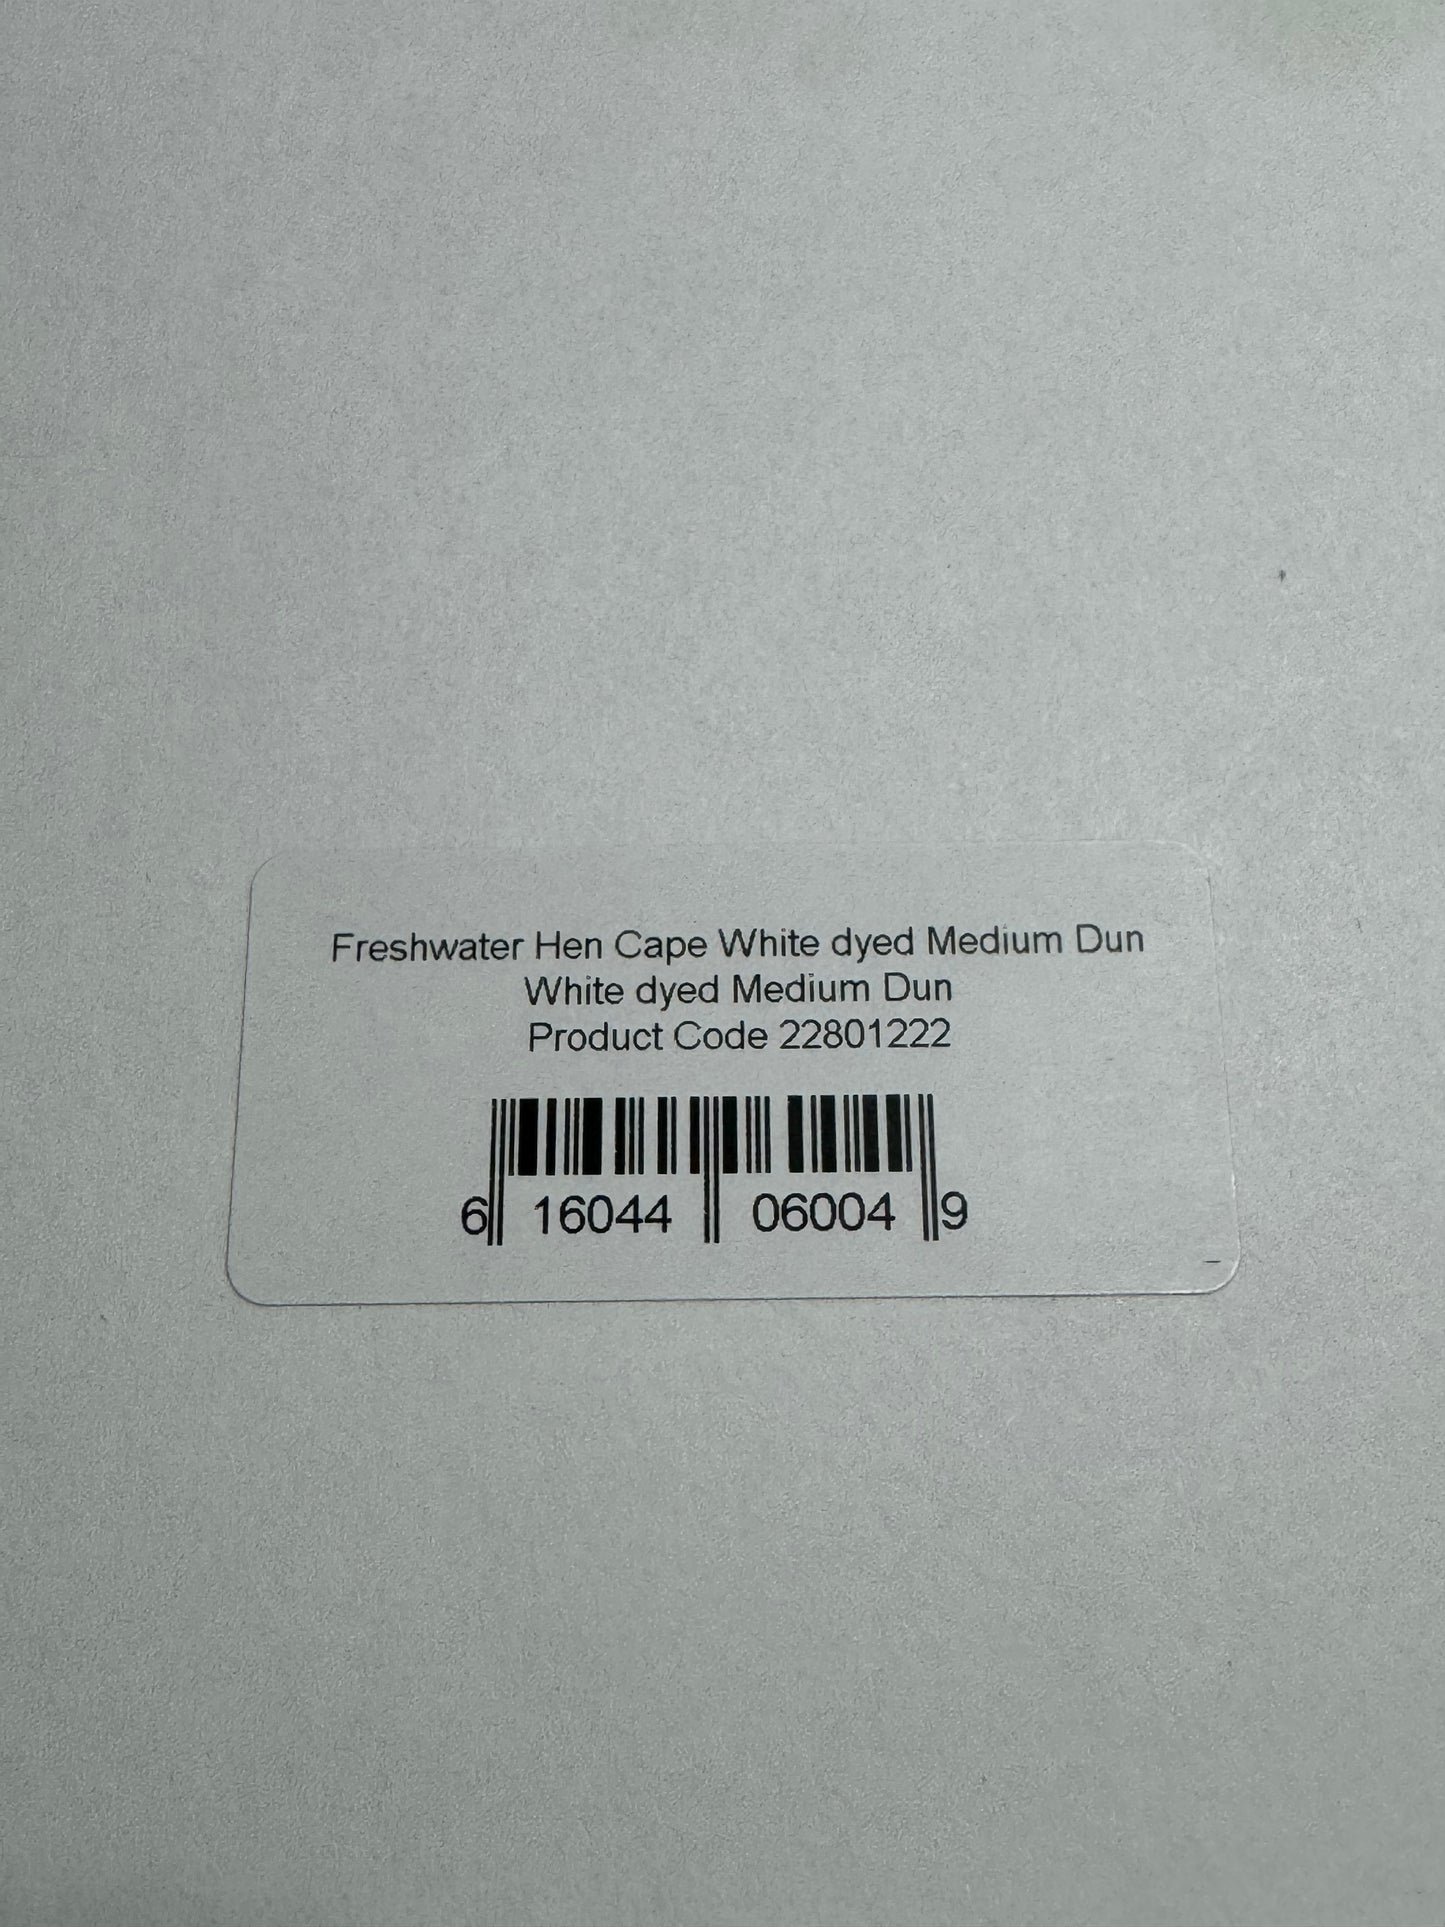 Freshwater Hen Cape White dyed Medium Dun
White dyed Medium Dun
Product Code 22801222
6 16044 06004 9